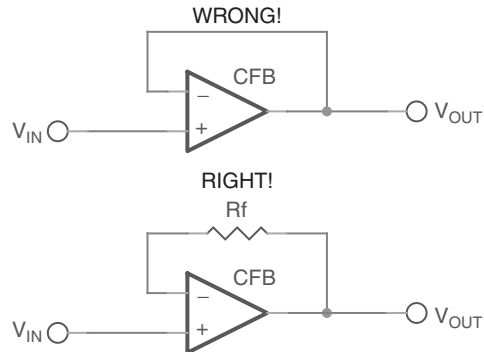 WRONG!
CFB
−
+
V_IN
V_OUT
RIGHT!
Rf
CFB
−
+
V_IN
V_OUT